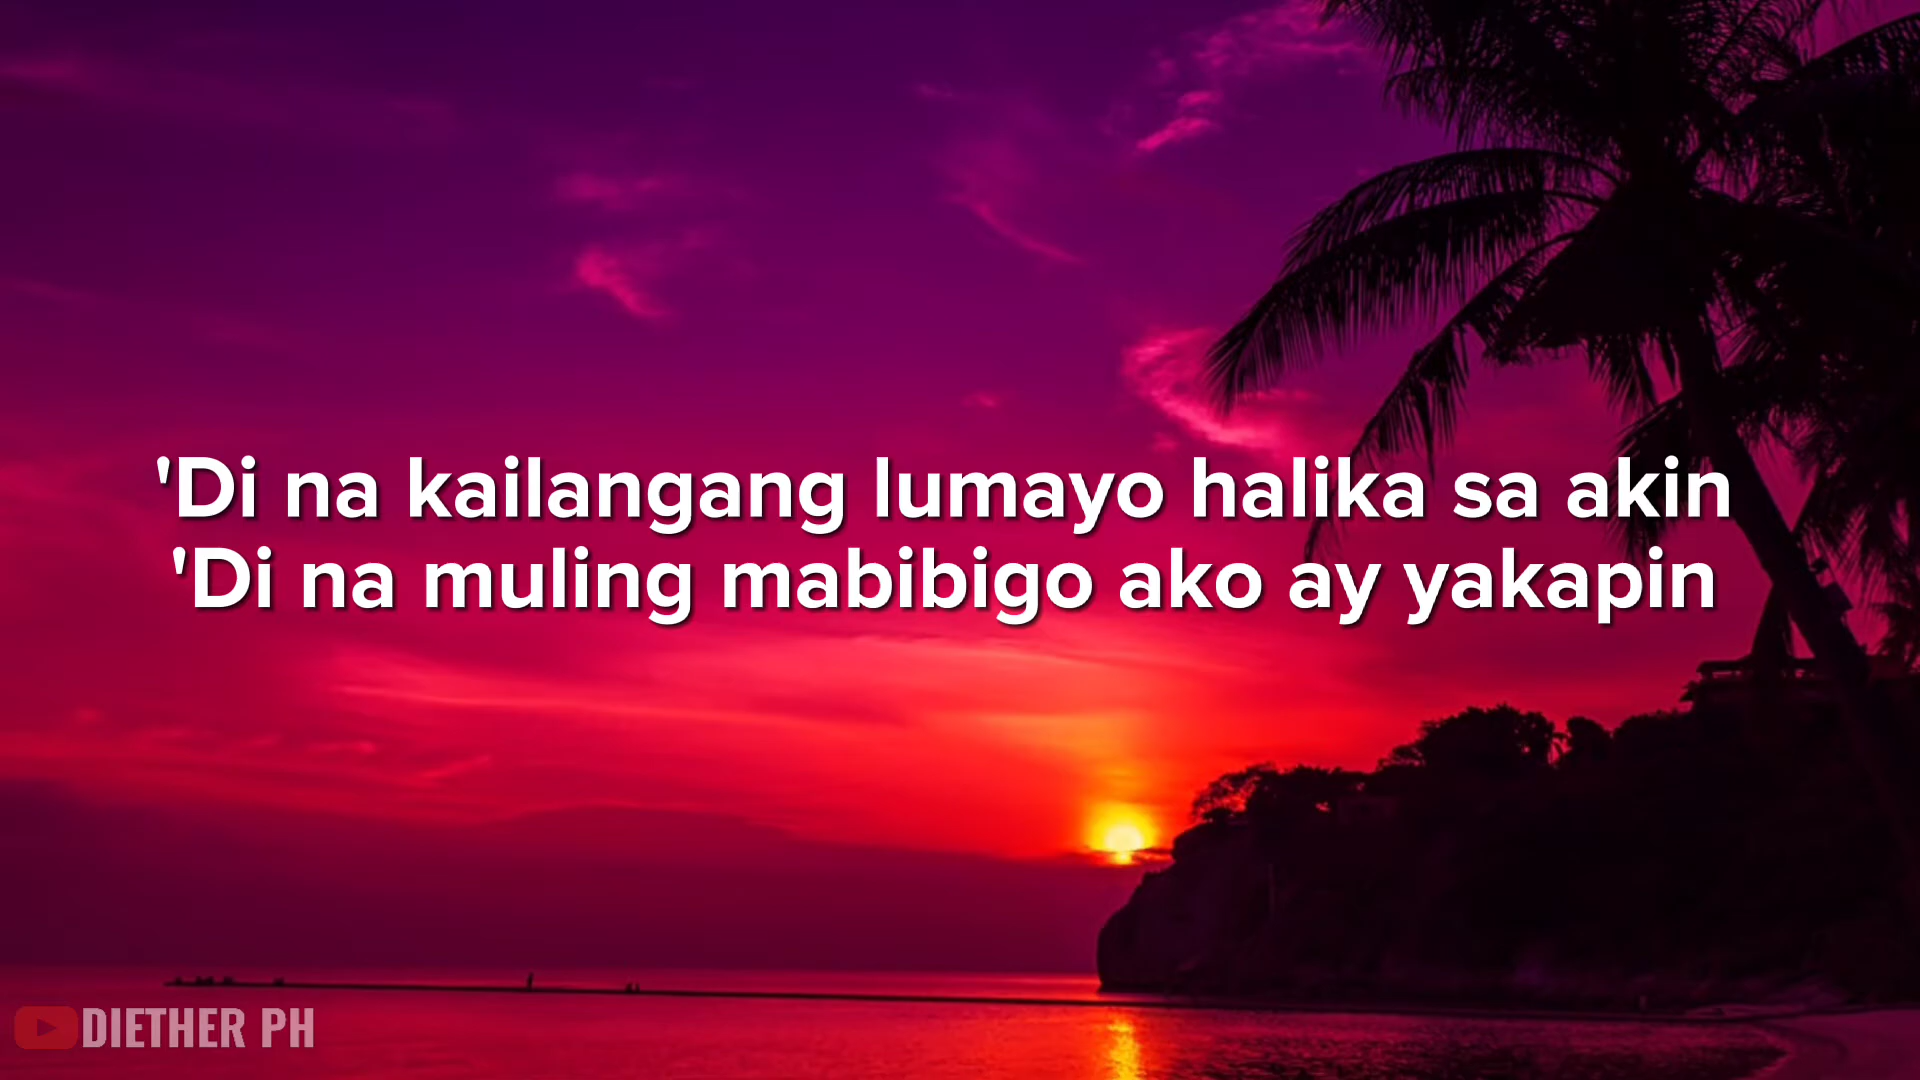 'Di na kailangang lumayo halika sa akin
'Di na muling mabibigo ako ay yakapin
DIETHER PH